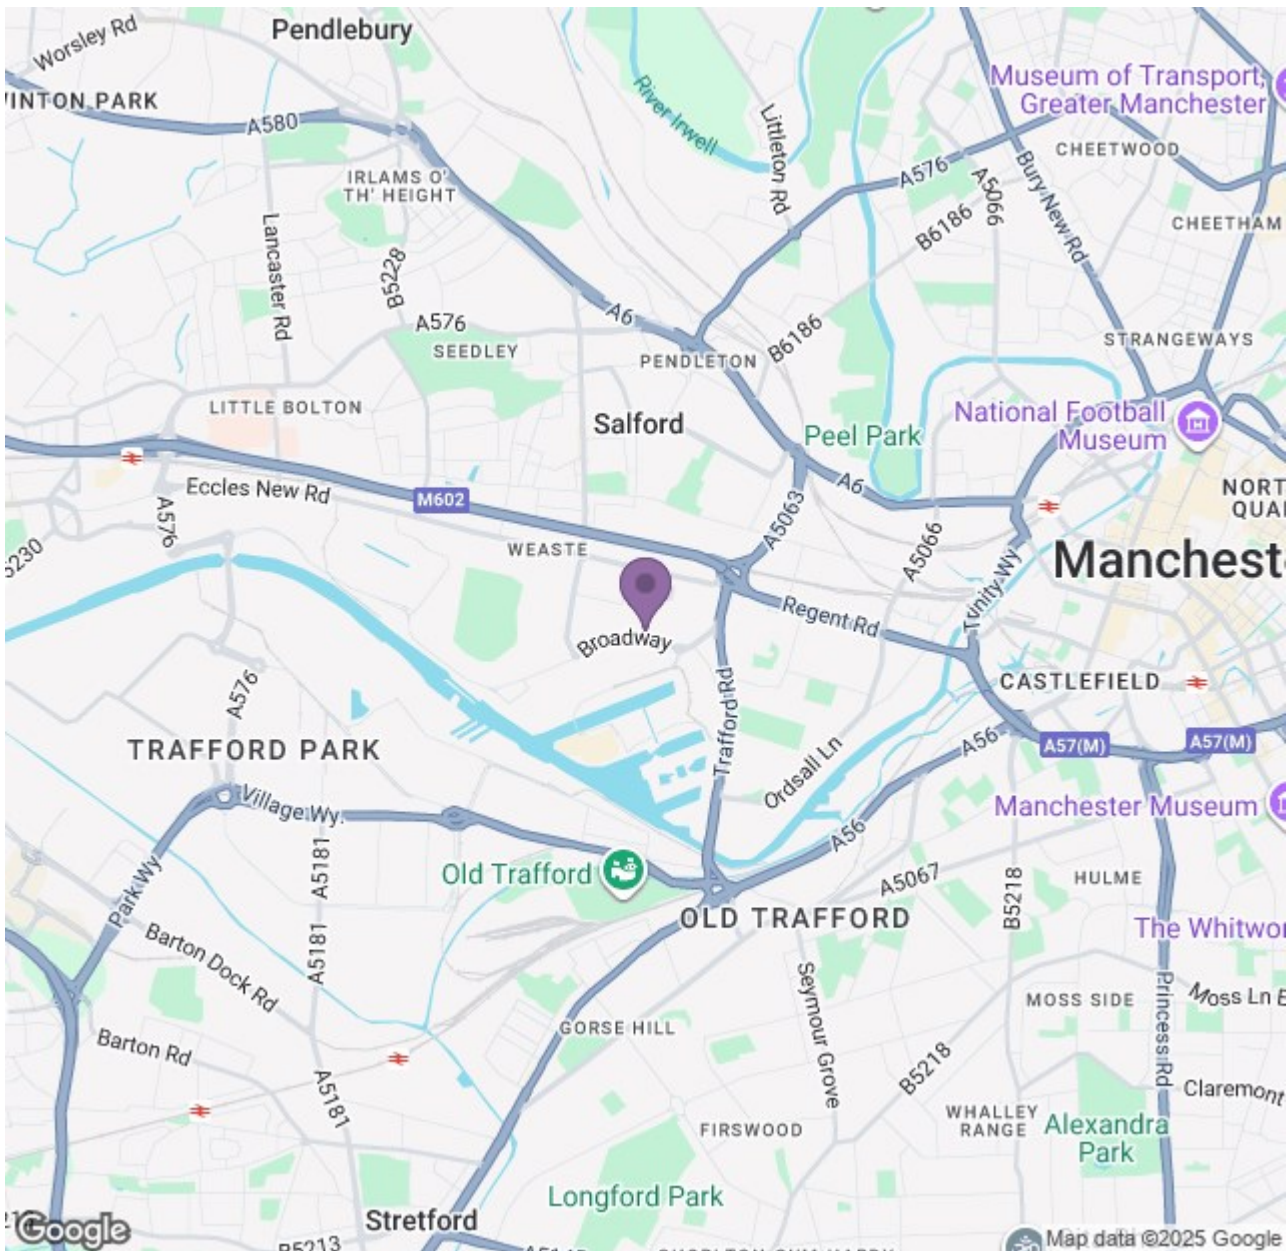 Pendlebury
Worsley Rd
VINTON PARK
A580
River Irwell
Littleton Rd
Museum of Transport,
Greater Manchester
CHEETWOOD
A576
A5066
Bury New Rd
IRLAMS O'
TH' HEIGHT
B6186
CHEETHAM
Lancaster Rd
B5228
A576
A6
SEEDLEY
PENDLETON
B6186
STRANGEWAYS
LITTLE BOLTON
Salford
Peel Park
National Football
Museum
Eccles New Rd
M602
A576
A5063
A6
A5066
NORT
QUA
5230
WEASTE
Manchest
Trinity Wy
Regent Rd
Broadway
A576
Trafford Rd
CASTLEFIELD
TRAFFORD PARK
A56
A57(M)
A57(M)
Ordsall Ln
Village Wy.
Manchester Museum
A56
Park Wy
A5181
Old Trafford
A5067
B5218
HULME
OLD TRAFFORD
The Whitwor
Barton Dock Rd
A5181
Seymour Grove
Princess Rd
MOSS SIDE
Moss Ln E
GORSE HILL
Barton Rd
A5181
B5218
Claremont
FIRSWOOD
WHALLEY
RANGE
Alexandra
Park
Longford Park
Stretford
B5213
Google
Map data ©2025 Google